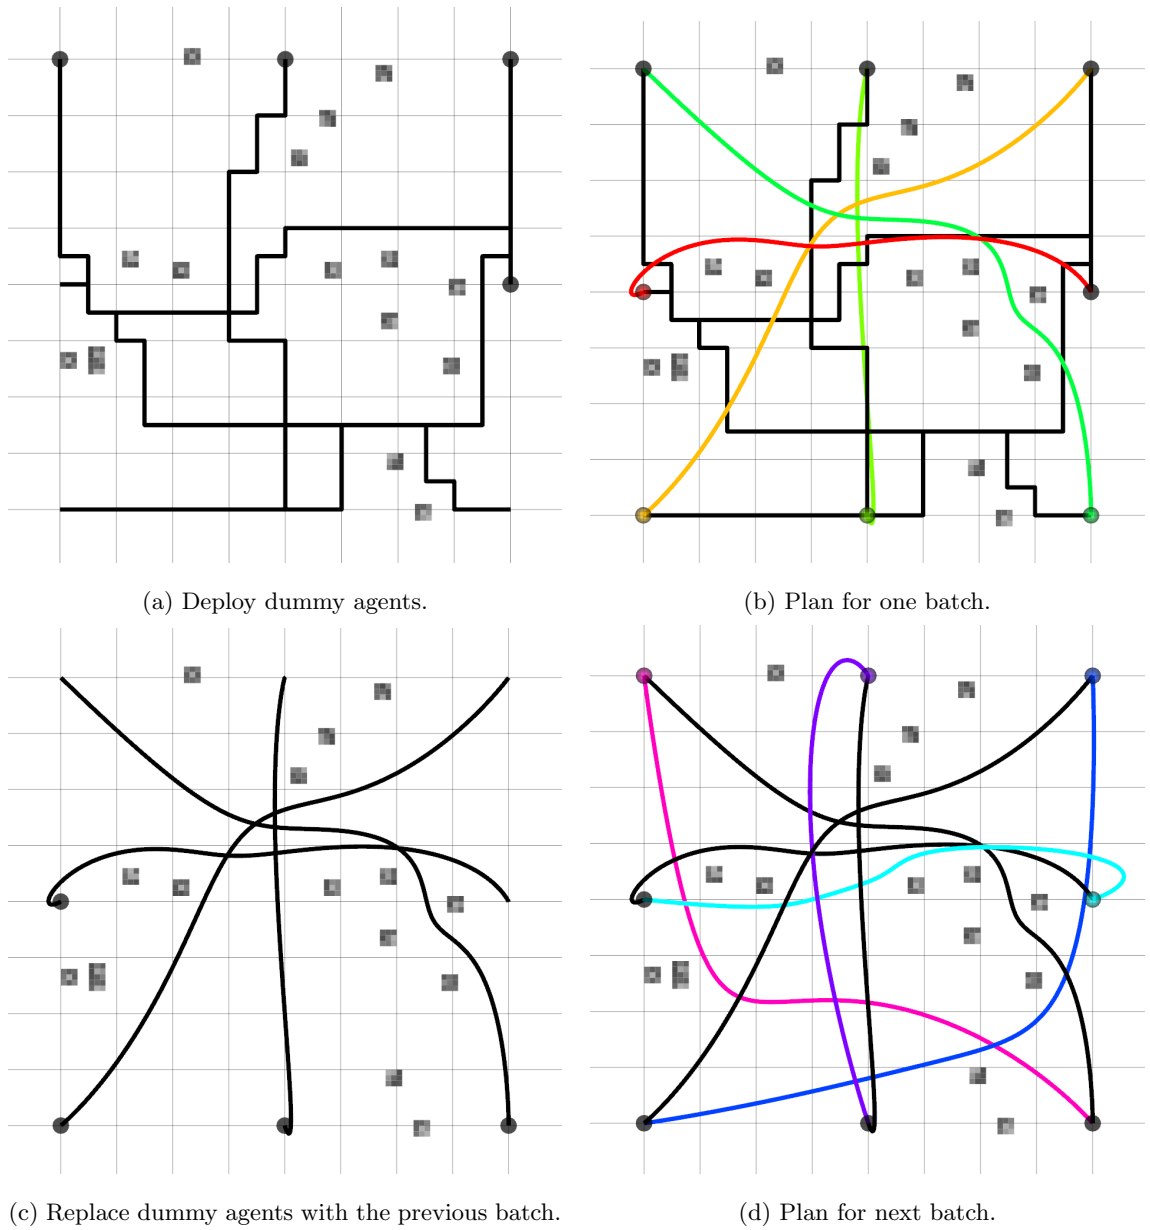 (a) Deploy dummy agents.
(b) Plan for one batch.
(c) Replace dummy agents with the previous batch.
(d) Plan for next batch.